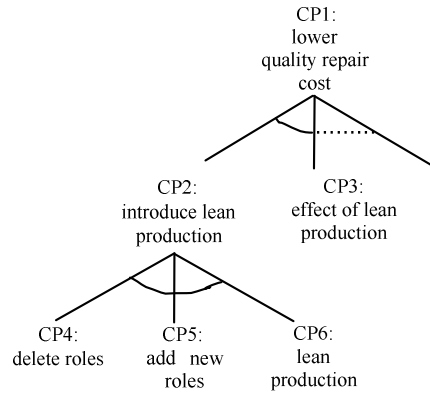 CP1:
lower
quality repair
cost
CP2:
introduce lean
production
CP3:
effect of lean
production
CP4:
delete roles
CP5:
add new
roles
CP6:
lean
production